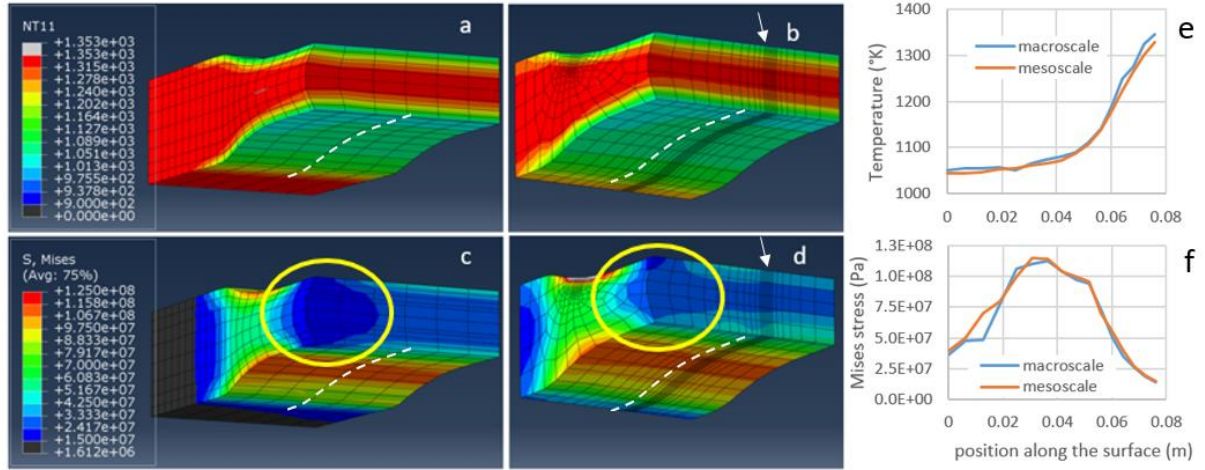 NT11
+1.353e+03
+1.353e+03
+1.315e+03
+1.278e+03
+1.240e+03
+1.202e+03
+1.164e+03
+1.127e+03
+1.089e+03
+1.051e+03
+1.013e+03
+9.755e+02
+9.378e+02
+9.000e+02
+0.000e+00
a
b
1400
1300
1200
1100
1000
Temperature (°K)
macroscale
mesoscale
e
0 0.02 0.04 0.06 0.08
S, Mises
(Avg: 75%)
+1.250e+08
+1.158e+08
+1.067e+08
+9.750e+07
+8.833e+07
+7.917e+07
+7.000e+07
+6.083e+07
+5.167e+07
+4.250e+07
+3.333e+07
+2.417e+07
+1.500e+07
+1.612e+06
c
d
1.3E+08
1.0E+08
7.5E+07
5.0E+07
2.5E+07
0.0E+00
Mises stress (Pa)
macroscale
mesoscale
f
0 0.02 0.04 0.06 0.08
position along the surface (m)